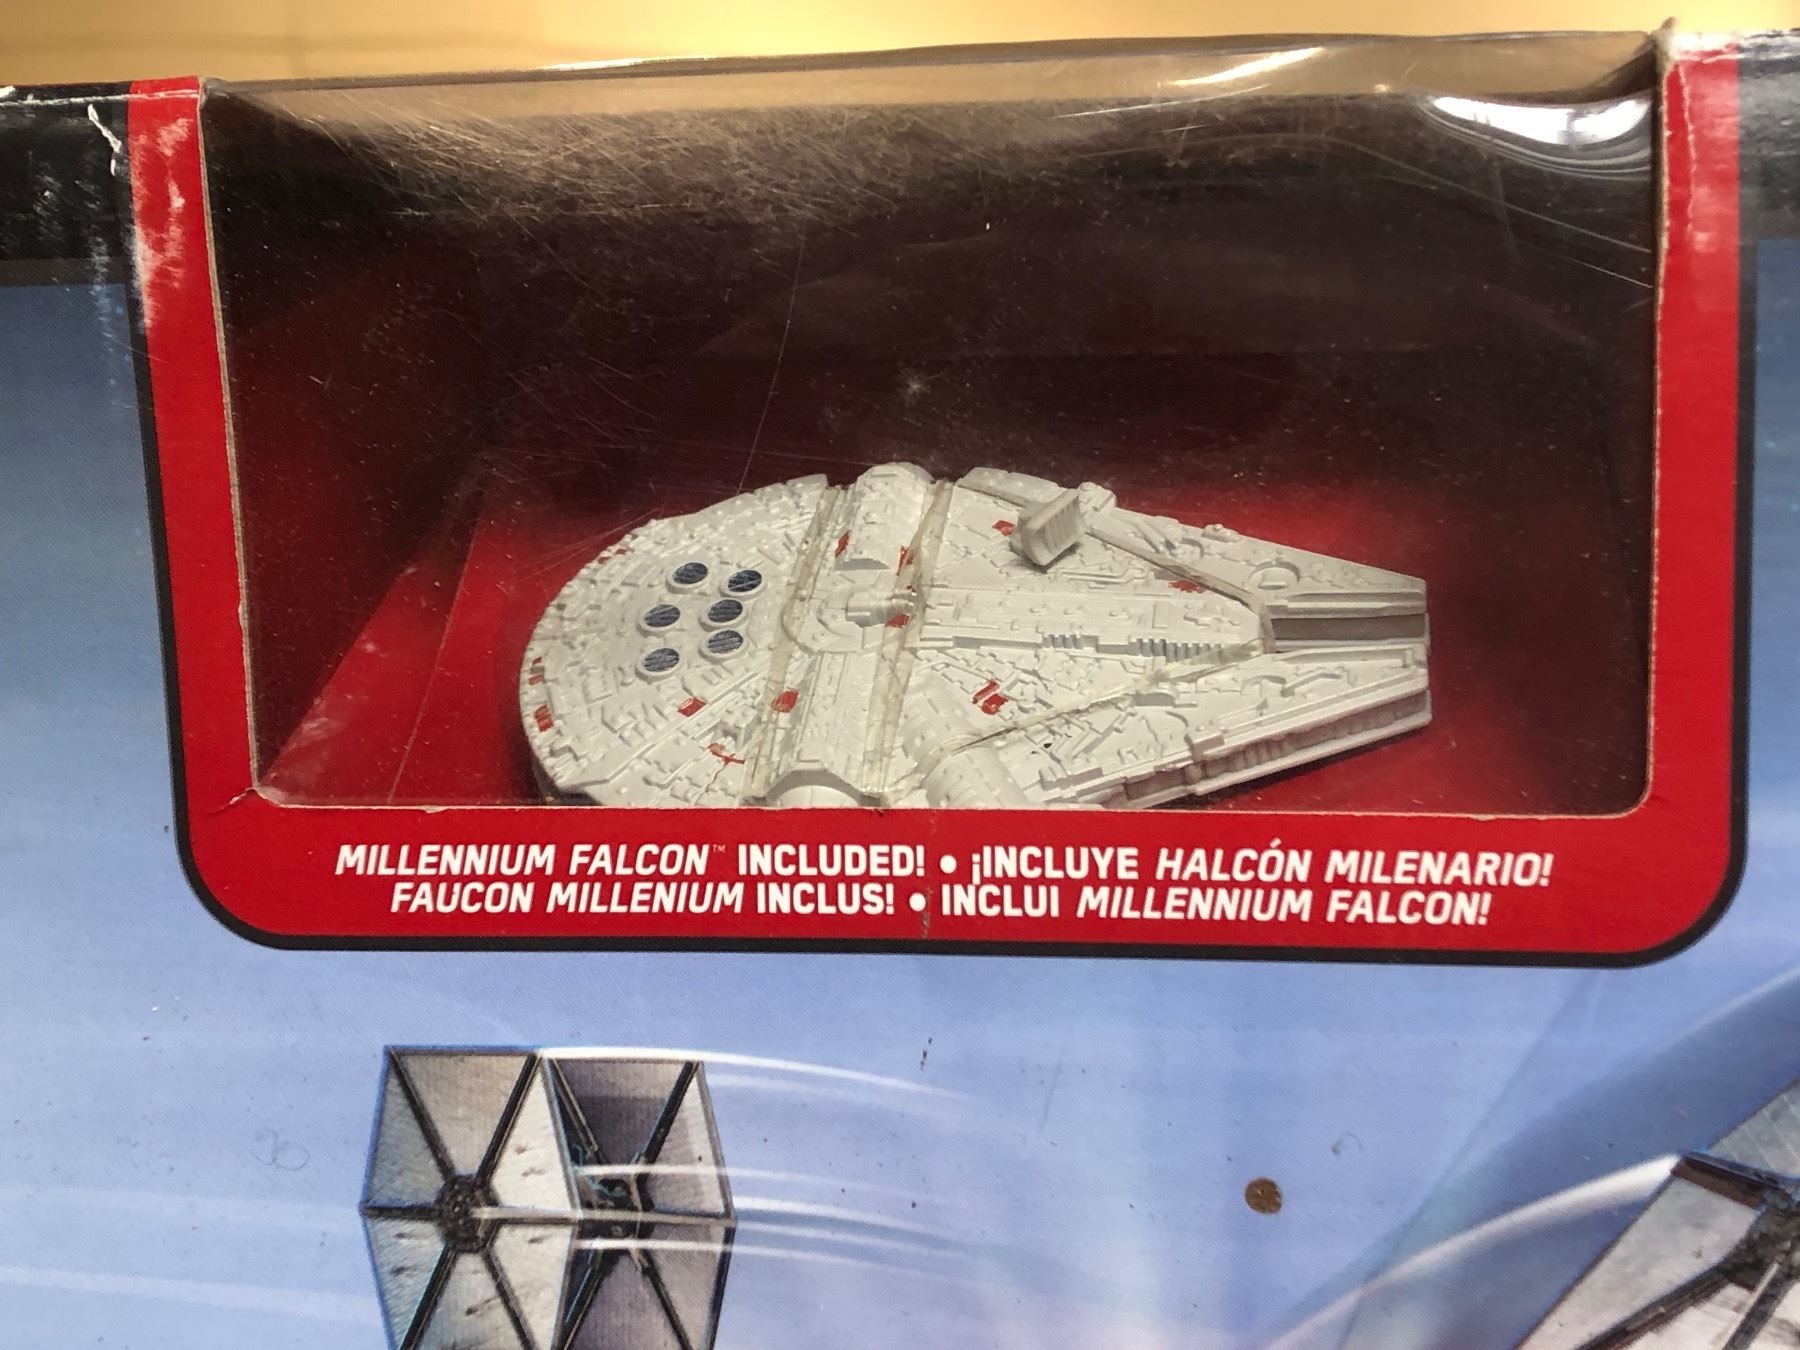 MILLENNIUM FALCON™ INCLUDED! • ¡INCLUYE HALCÓN MILENARIO!
FAUCON MILLENIUM INCLUS! • INCLUI MILLENNIUM FALCON!